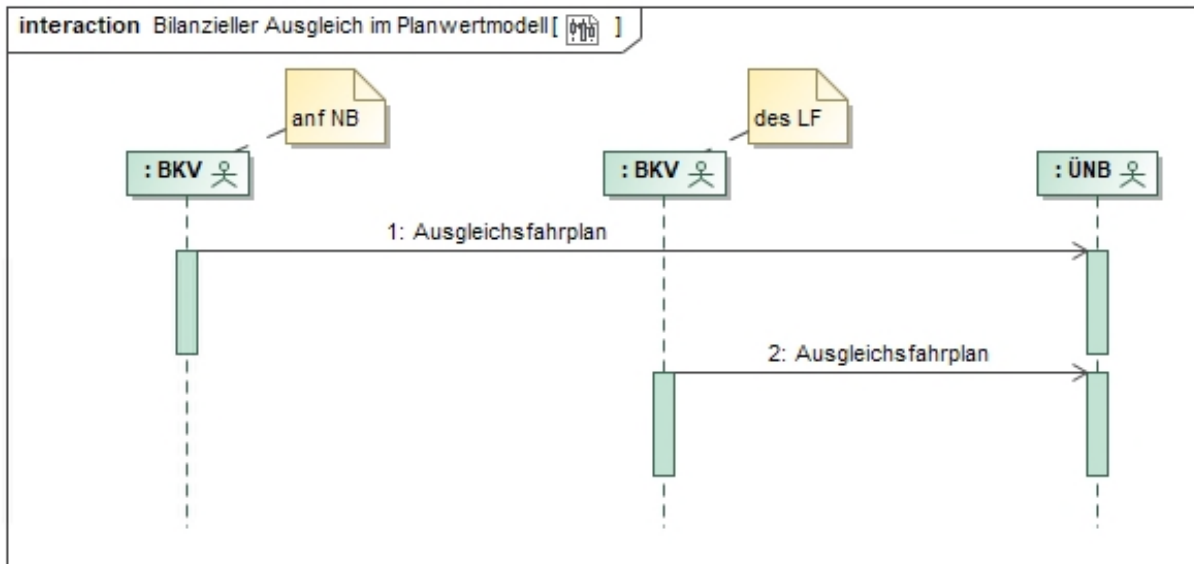 interaction Bilanzieller Ausgleich im Planwertmodell [ ]
anf NB
des LF
: BKV
: BKV
: ÜNB
1: Ausgleichsfahrplan
2: Ausgleichsfahrplan